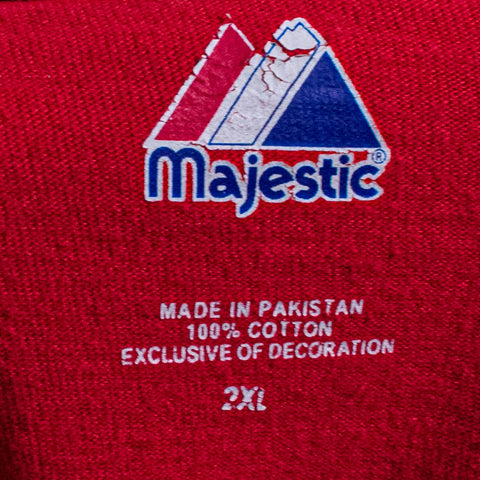 Majestic®
MADE IN PAKISTAN
100% COTTON
EXCLUSIVE OF DECORATION
2XL